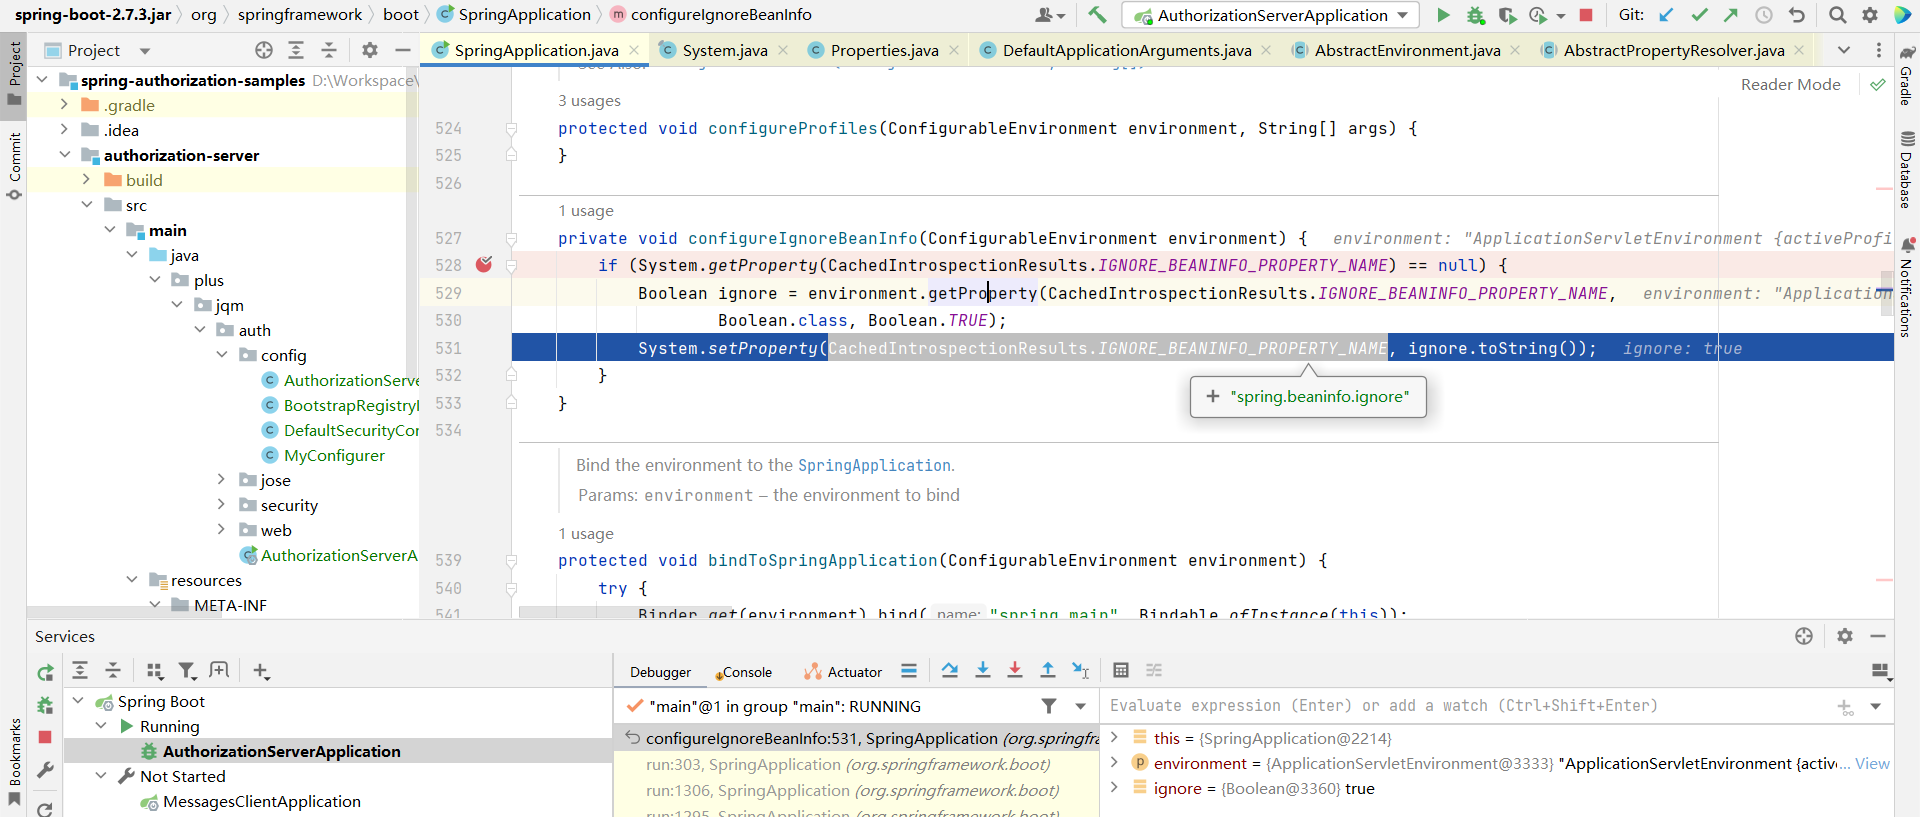 spring-boot-2.7.3.jar org springframework boot SpringApplication configureIgnoreBeanInfo AuthorizationServerApplication Git:
Project SpringApplication.java System.java Properties.java DefaultApplicationArguments.java AbstractEnvironment.java AbstractPropertyResolver.java
Project
Commit
Bookmarks
spring-authorization-samples D:\Workspace\
.gradle
.idea
authorization-server
build
src
main
java
plus
jqm
auth
config
AuthorizationServe
BootstrapRegistryI
DefaultSecurityCor
MyConfigurer
jose
security
web
AuthorizationServerA
resources
META-INF
Reader Mode
3 usages
524 protected void configureProfiles(ConfigurableEnvironment environment, String[] args) {
525 }
526
1 usage
527 private void configureIgnoreBeanInfo(ConfigurableEnvironment environment) { environment: "ApplicationServletEnvironment {activeProfi
528 if (System.getProperty(CachedIntrospectionResults.IGNORE_BEANINFO_PROPERTY_NAME) == null) {
529 Boolean ignore = environment.getProperty(CachedIntrospectionResults.IGNORE_BEANINFO_PROPERTY_NAME, environment: "Application
530 Boolean.class, Boolean.TRUE);
531 System.setProperty(CachedIntrospectionResults.IGNORE_BEANINFO_PROPERTY_NAME, ignore.toString()); ignore: true
532 }
+ "spring.beaninfo.ignore"
533 }
534
Bind the environment to the SpringApplication.
Params: environment – the environment to bind
1 usage
539 protected void bindToSpringApplication(ConfigurableEnvironment environment) {
540 try {
541 Binder.get(environment).bind( name: "spring.main", Bindable.ofInstance(this));
Gradle
Database
Notifications
Services
Spring Boot
Running
AuthorizationServerApplication
Not Started
MessagesClientApplication
Debugger Console Actuator
"main"@1 in group "main": RUNNING
configureIgnoreBeanInfo:531, SpringApplication (org.springfra
run:303, SpringApplication (org.springframework.boot)
run:1306, SpringApplication (org.springframework.boot)
run:1295, SpringApplication (org.springframework.boot)
Evaluate expression (Enter) or add a watch (Ctrl+Shift+Enter)
this = {SpringApplication@2214}
environment = {ApplicationServletEnvironment@3333} "ApplicationServletEnvironment {active... View
ignore = {Boolean@3360} true